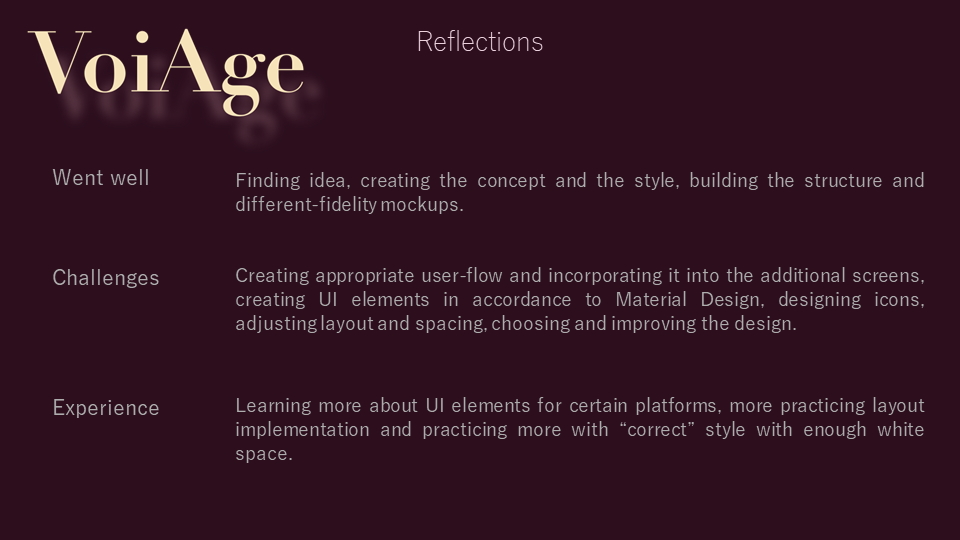 VoiAge
Reflections
Went well
Finding idea, creating the concept and the style, building the structure and
different-fidelity mockups.
Challenges
Creating appropriate user-flow and incorporating it into the additional screens,
creating UI elements in accordance to Material Design, designing icons,
adjusting layout and spacing, choosing and improving the design.
Experience
Learning more about UI elements for certain platforms, more practicing layout
implementation and practicing more with “correct” style with enough white
space.